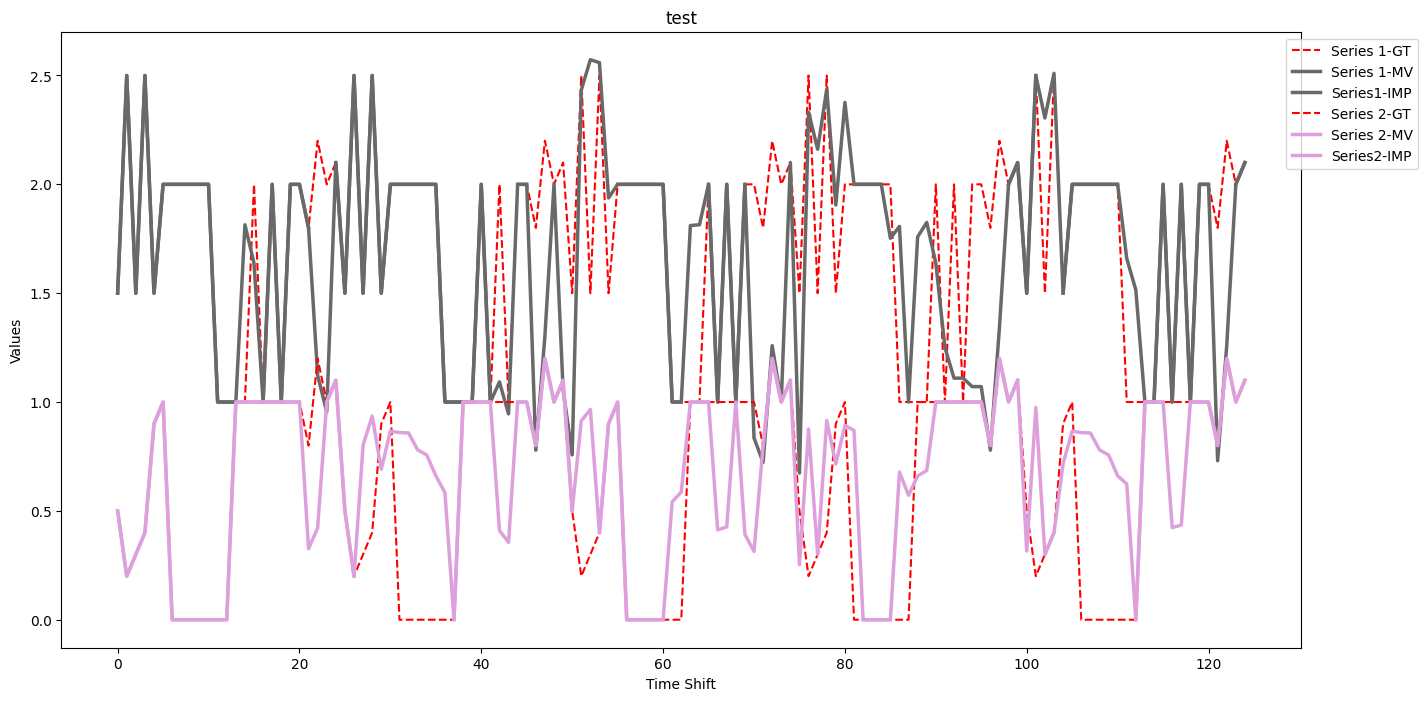 test
Series 1-GT
Series 1-MV
Series1-IMP
Series 2-GT
Series 2-MV
Series2-IMP
Values
2.5
2.0
1.5
1.0
0.5
0.0
0 20 40 60 80 100 120
Time Shift